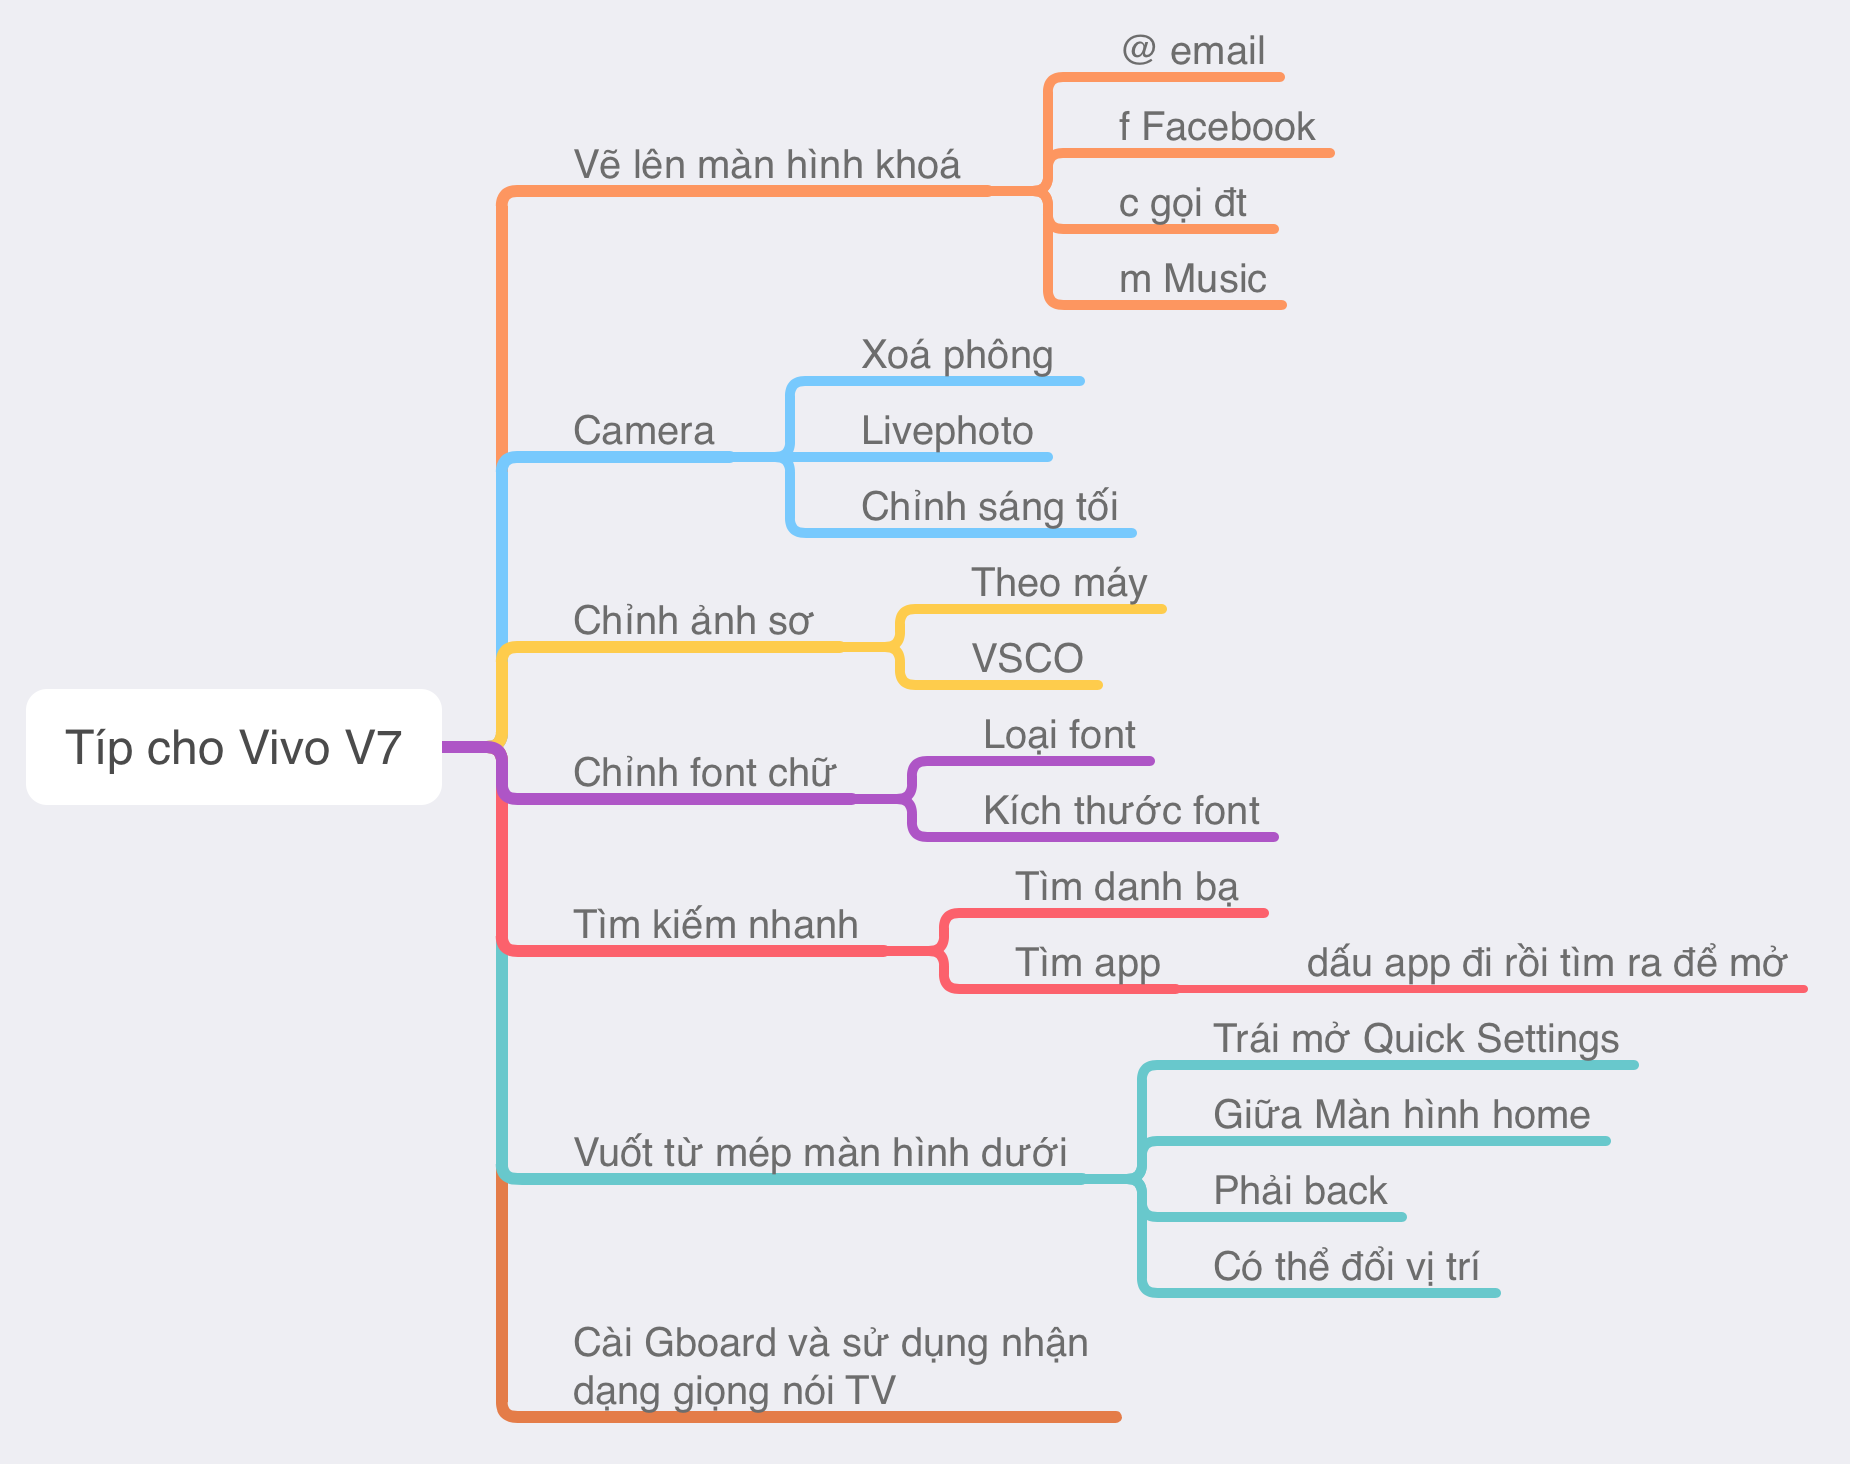 Típ cho Vivo V7
Vẽ lên màn hình khoá
@ email
f Facebook
c gọi đt
m Music
Camera
Xoá phông
Livephoto
Chỉnh sáng tối
Chỉnh ảnh sơ
Theo máy
VSCO
Chỉnh font chữ
Loại font
Kích thước font
Tìm kiếm nhanh
Tìm danh bạ
Tìm app
dấu app đi rồi tìm ra để mở
Vuốt từ mép màn hình dưới
Trái mở Quick Settings
Giữa Màn hình home
Phải back
Có thể đổi vị trí
Cài Gboard và sử dụng nhận
dạng giọng nói TV